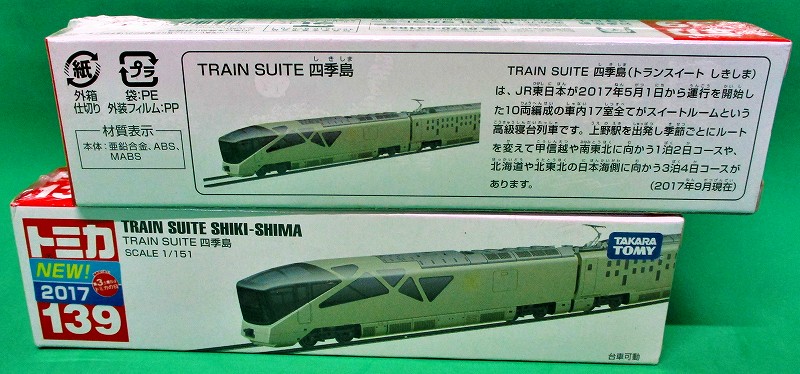 紙
外箱
仕切り
プラ
袋:PE
外装フィルム:PP
材質表示
本体:亜鉛合金、ABS、
MABS
しきしま
TRAIN SUITE 四季島
TRAIN SUITE 四季島(トランスイート しきしま)
は、JR東日本が2017年5月1日から運行を開始し
た10両編成の車内17室全てがスイートルームという
高級寝台列車です。上野駅を出発し季節ごとにルート
を変えて甲信越や南東北に向かう1泊2日コースや、
北海道や北東北の日本海側に向かう3泊4日コースが
あります。
(2017年9月現在)
トミカ
NEW!
2017
139
TRAIN SUITE SHIKI-SHIMA
TRAIN SUITE 四季島
SCALE 1/151
TAKARA
TOMY
台車可動